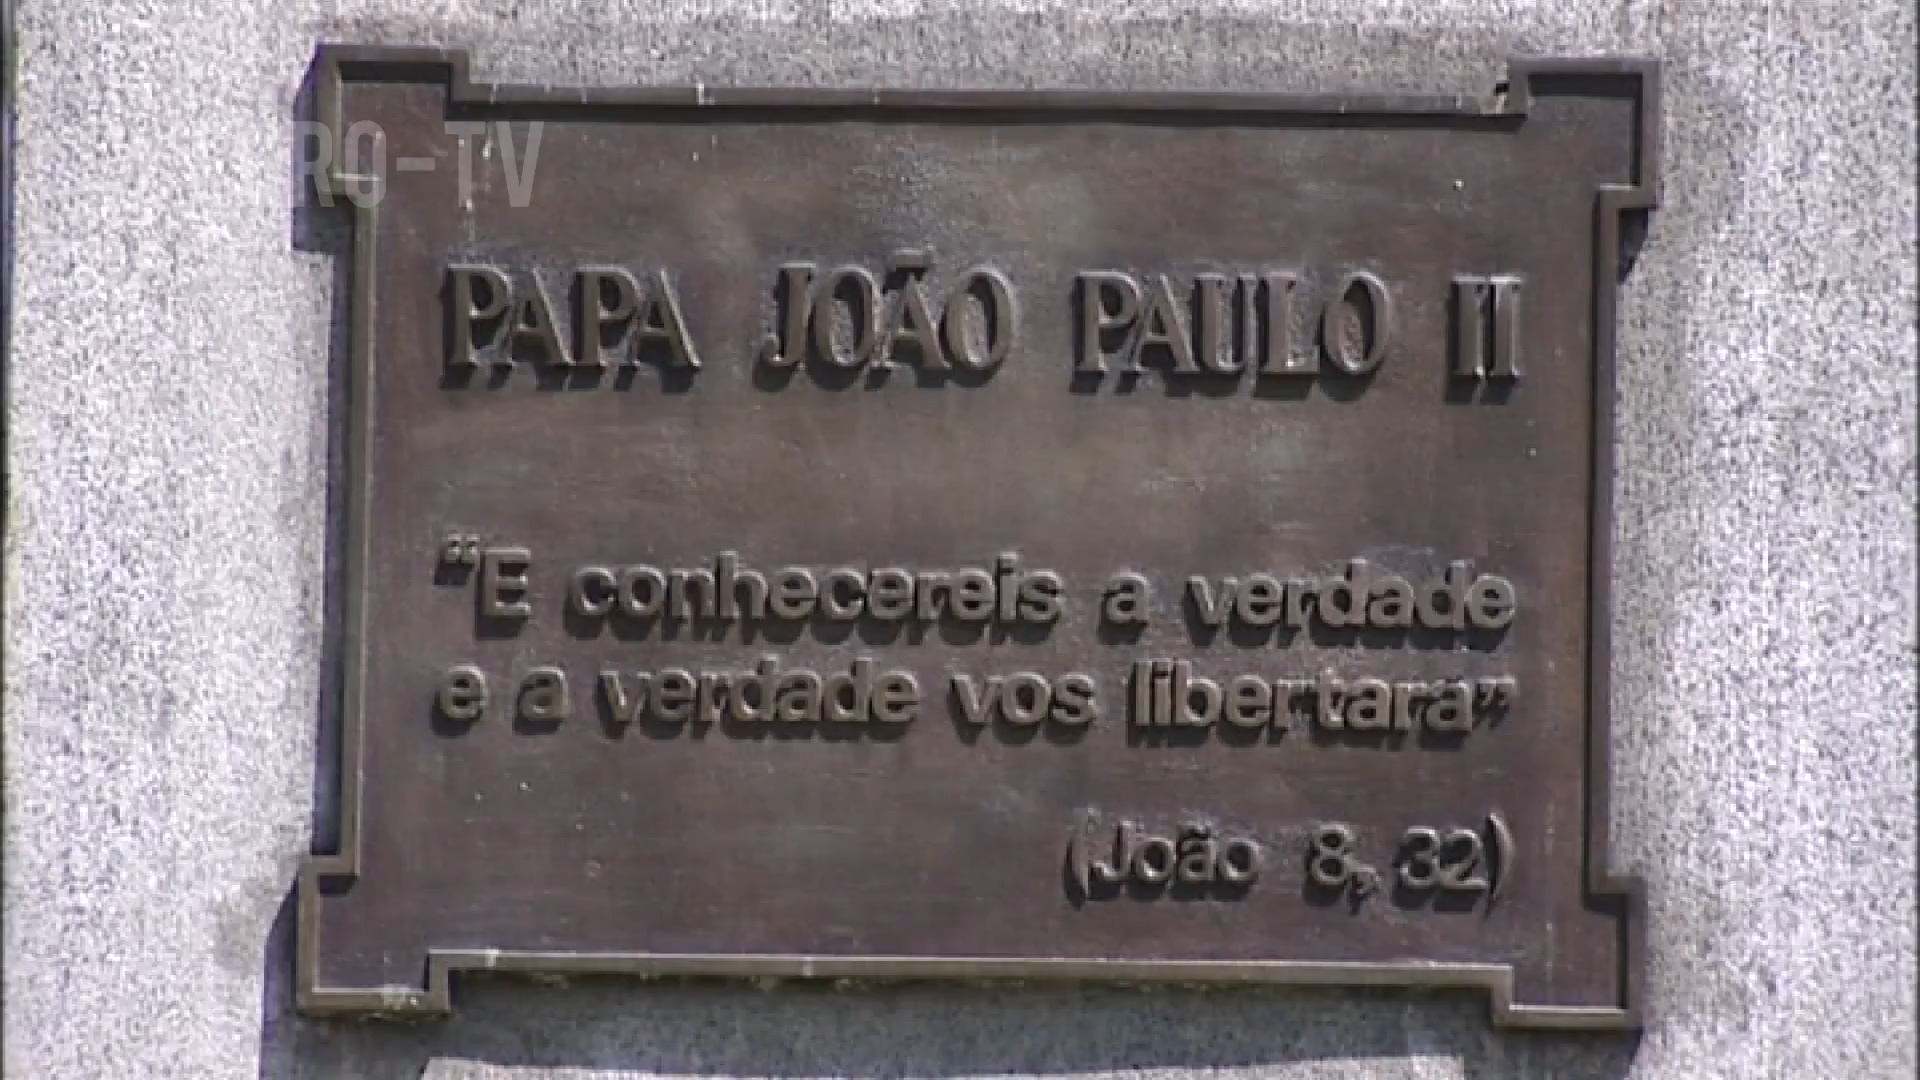 RO-TV
PAPA JOÃO PAULO II
“E conhecereis a verdade
e a verdade vos libertara”
(João 8, 32)